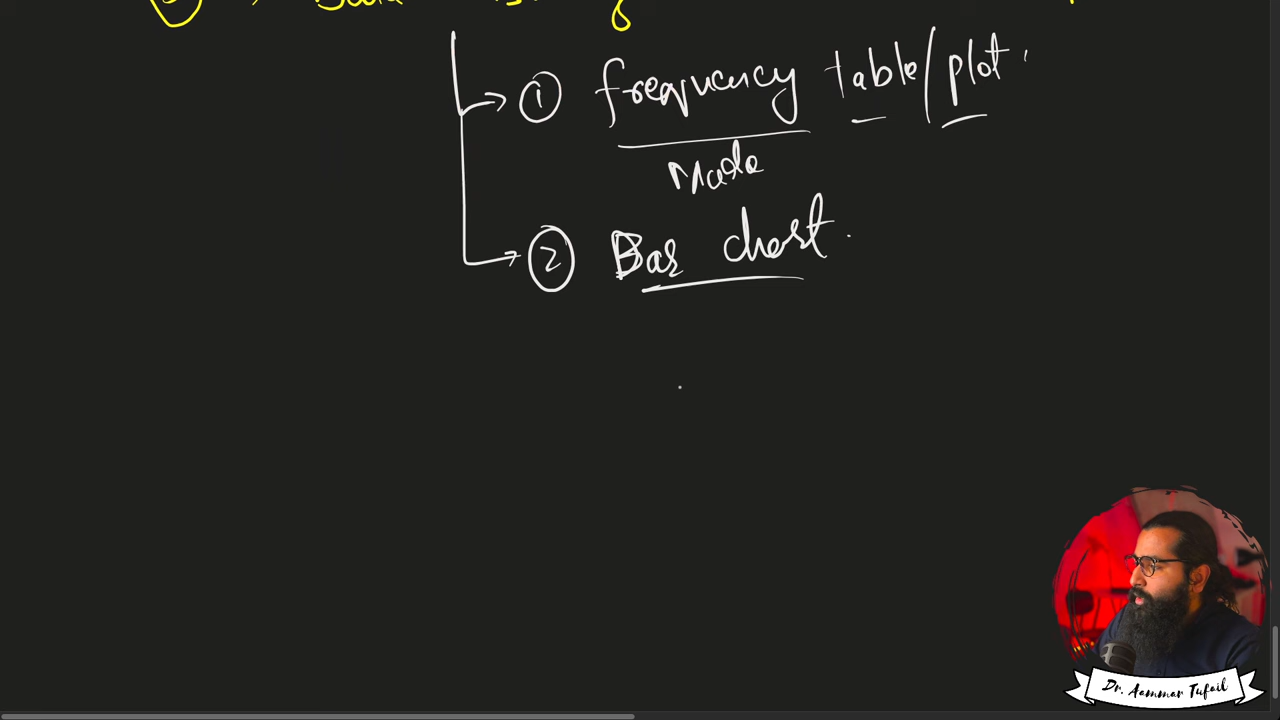 ① frequency table/plot
Mode
② Bar chart.
Dr. Aammar Tufail